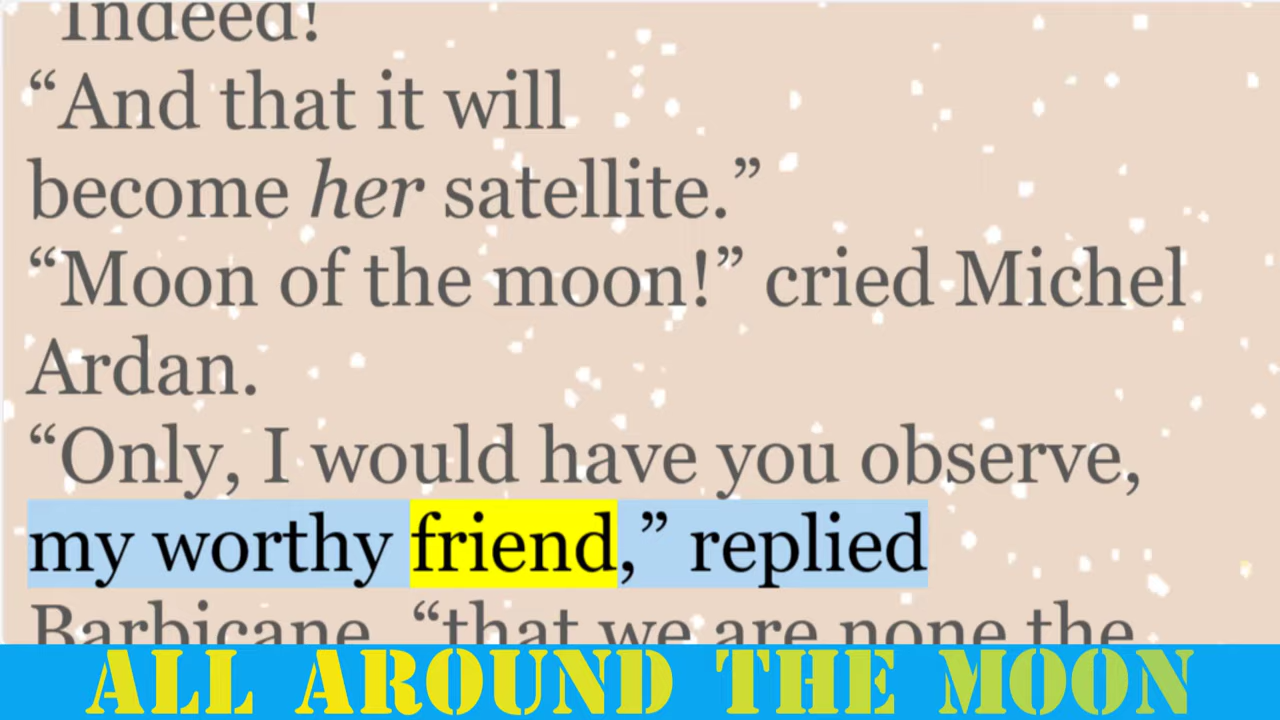 Indeed!
“And that it will
become her satellite.”
“Moon of the moon!” cried Michel
Ardan.
“Only, I would have you observe,
my worthy friend,” replied
Barbicane, “that we are none the
ALL AROUND THE MOON